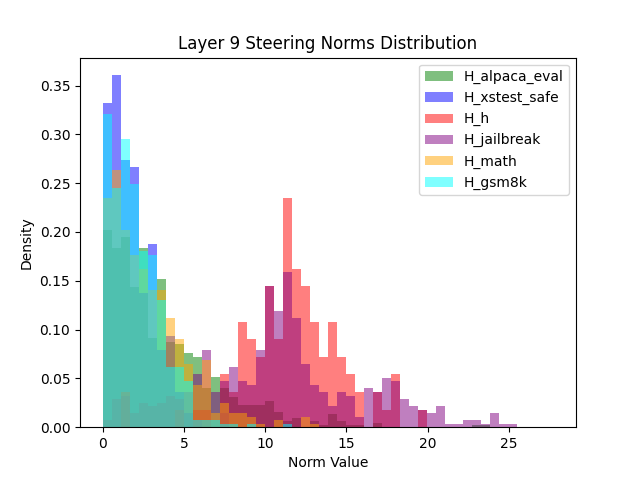 Layer 9 Steering Norms Distribution
H_alpaca_eval
H_xstest_safe
H_h
H_jailbreak
H_math
H_gsm8k
Density
0.35
0.30
0.25
0.20
0.15
0.10
0.05
0.00
0 5 10 15 20 25
Norm Value